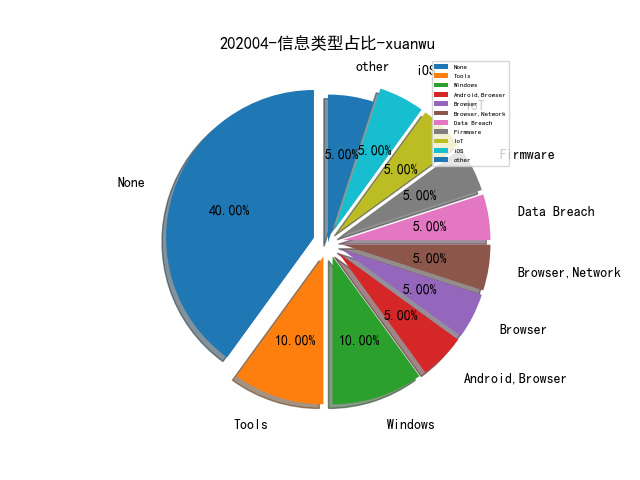 202004-信息类型占比-xuanwu
other
iOS
IoT
Firmware
Data Breach
Browser,Network
Browser
Android,Browser
Windows
Tools
None
5.00%
5.00%
5.00%
5.00%
5.00%
5.00%
5.00%
5.00%
10.00%
10.00%
40.00%
None
Tools
Windows
Android,Browser
Browser
Browser,Network
Data Breach
Firmware
IoT
iOS
other